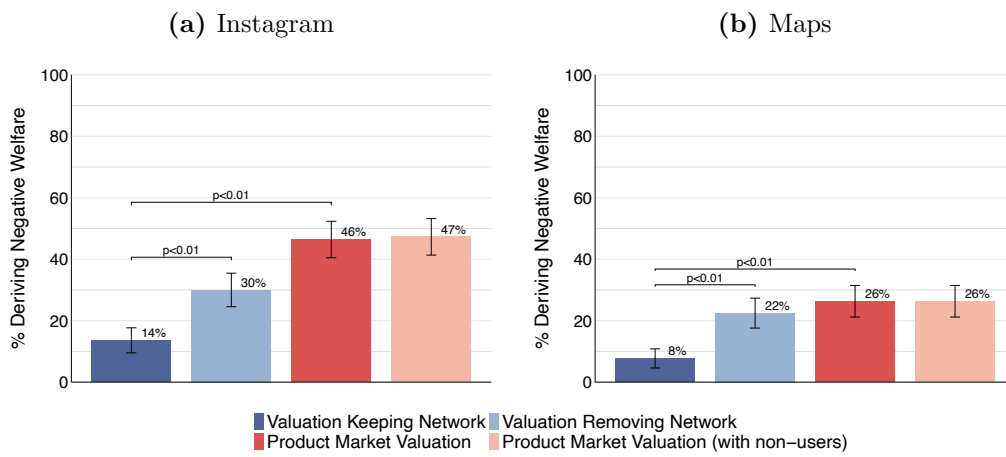 (a) Instagram
% Deriving Negative Welfare
100
80
60
40
20
0
p<0.01
p<0.01
14%
30%
46%
47%
(b) Maps
% Deriving Negative Welfare
100
80
60
40
20
0
p<0.01
p<0.01
8%
22%
26%
26%
Valuation Keeping Network
Valuation Removing Network
Product Market Valuation
Product Market Valuation (with non−users)